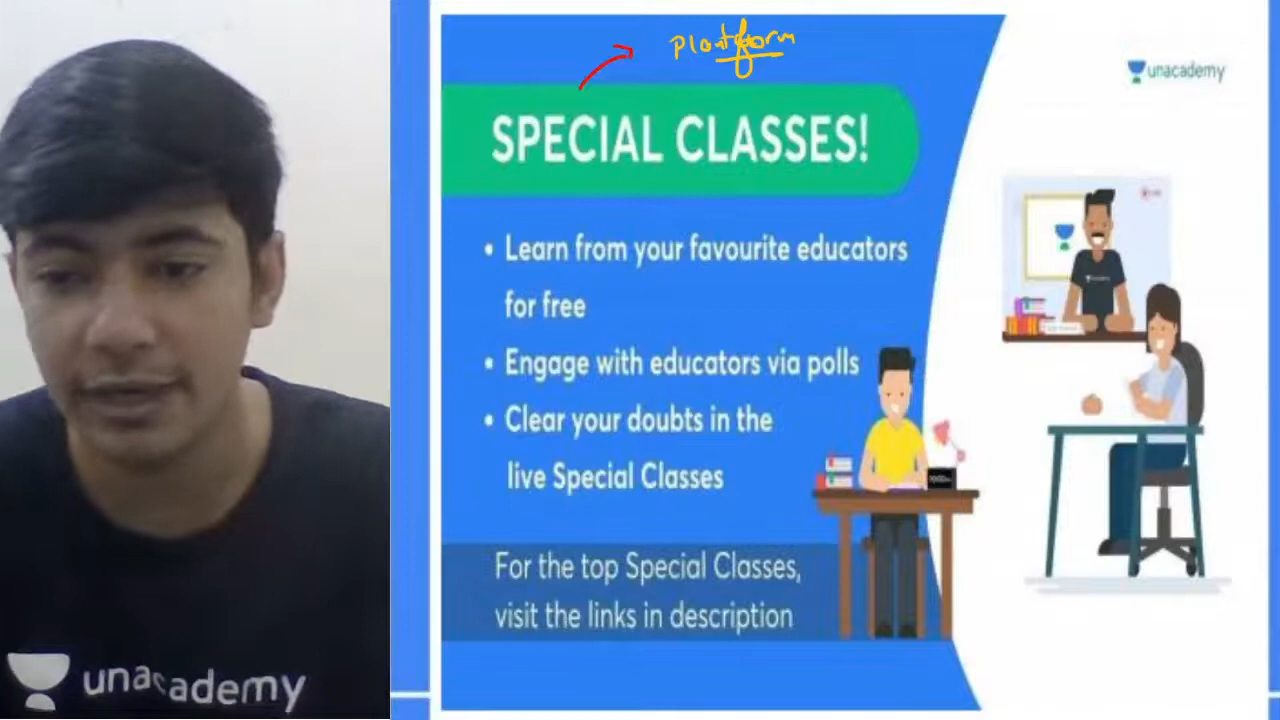 platform
unacademy
SPECIAL CLASSES!
• Learn from your favourite educators
for free
• Engage with educators via polls
• Clear your doubts in the
live Special Classes
For the top Special Classes,
visit the links in description
unacademy